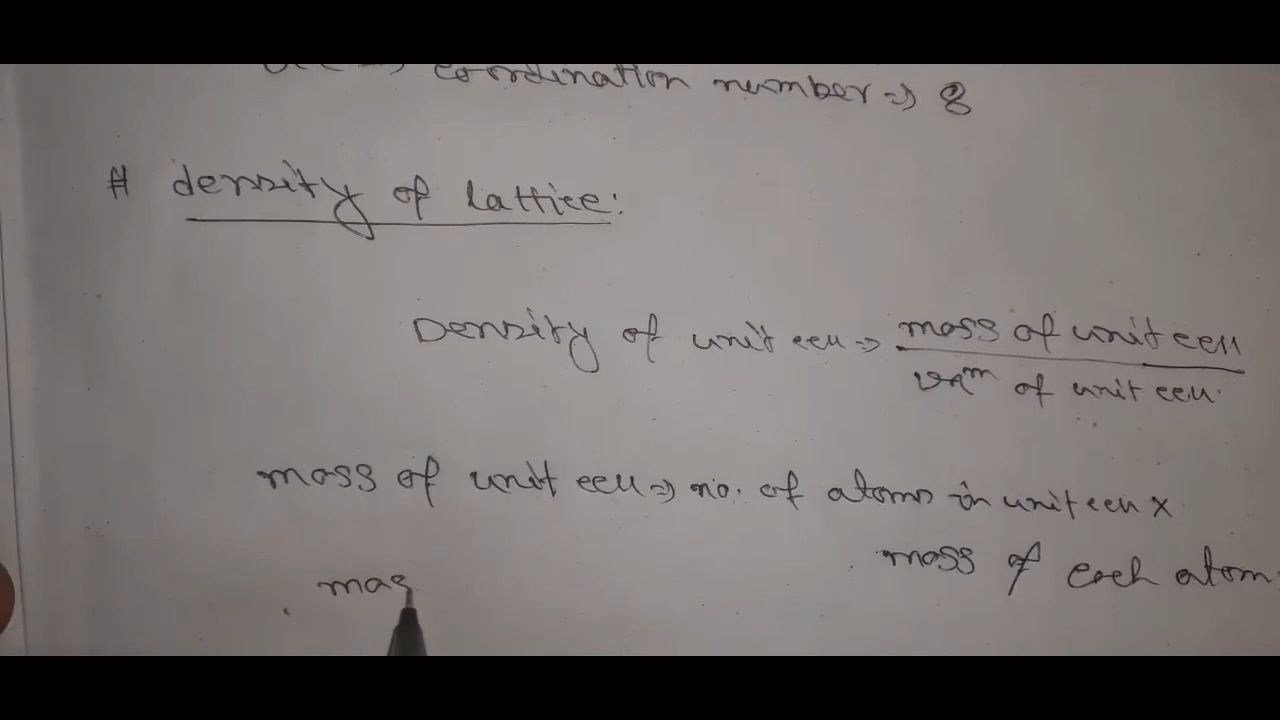 coordination number => 8
# density of Lattice:
Density of unit cell => mass of unit cell
vol^m of unit cell.
mass of unit cell => no. of atoms in unit cell x
mass of each atom
mas